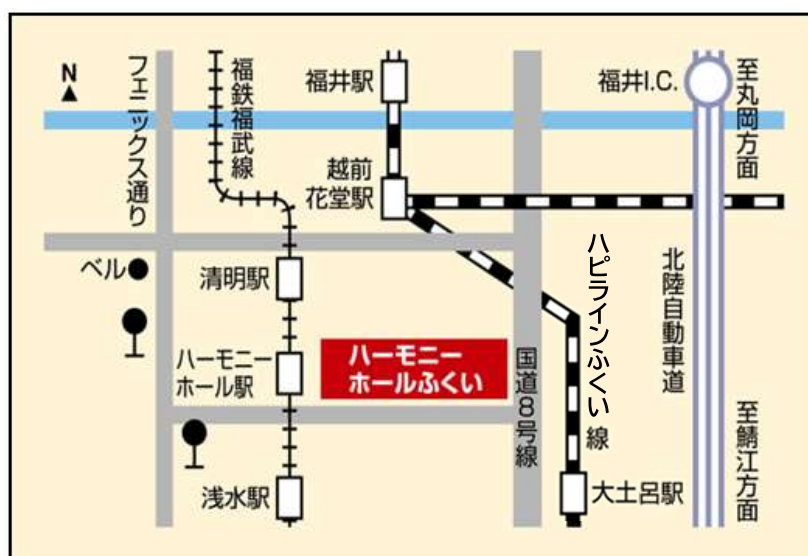 N
フェニックス通り
福鉄福武線
福井駅
福井I.C.
至丸岡方面
越前
花堂駅
ベル
清明駅
ハピラインふくい
線
北陸自動車道
ハーモニー
ホール駅
ハーモニー
ホールふくい
国道8号線
至鯖江方面
浅水駅
大土呂駅